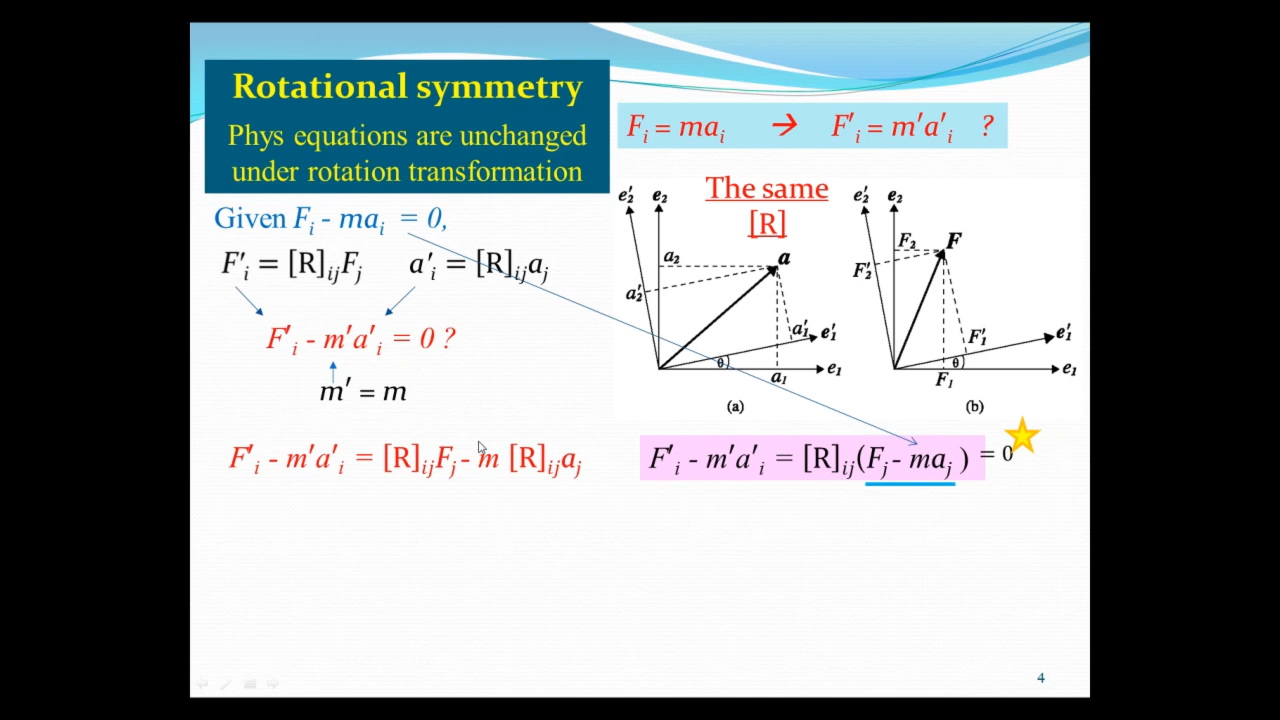 Rotational symmetry
Phys equations are unchanged
under rotation transformation
Fᵢ = maᵢ → F′ᵢ = m′a′ᵢ ?
Given Fᵢ - maᵢ = 0,
F′ᵢ = [R]ᵢⱼFⱼ a′ᵢ = [R]ᵢⱼaⱼ
F′ᵢ - m′a′ᵢ = 0 ?
m′ = m
The same
[R]
e′₂ e₂
a₂ a
a′₂
a′₁ e′₁
θ
a₁ e₁
(a)
e′₂ e₂
F₂ F
F′₂
F′₁ e′₁
θ
F₁ e₁
(b)
F′ᵢ - m′a′ᵢ = [R]ᵢⱼFⱼ - m [R]ᵢⱼaⱼ
F′ᵢ - m′a′ᵢ = [R]ᵢⱼ(Fⱼ - maⱼ ) = 0
4